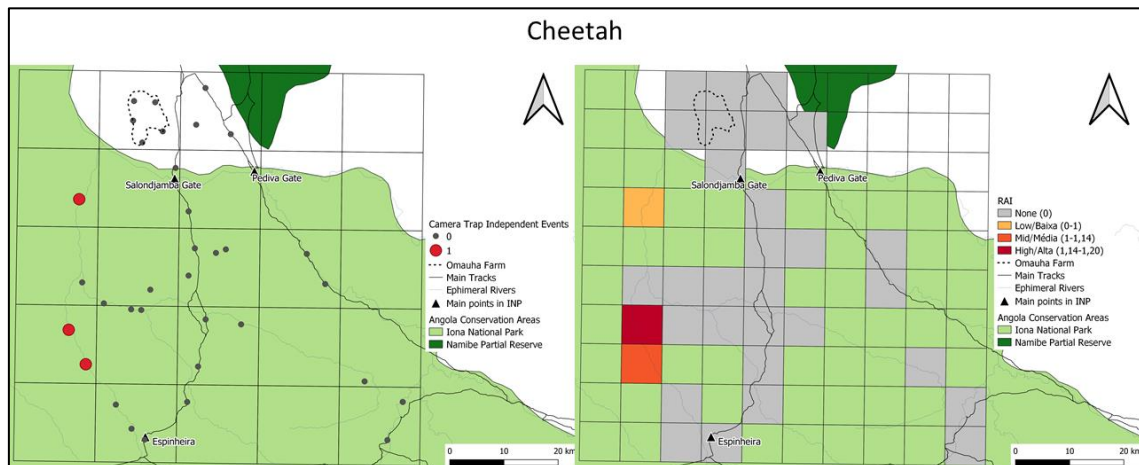 Cheetah
Salondjamba Gate
Pediva Gate
Espinheira
Camera Trap Independent Events
0
1
Omauha Farm
Main Tracks
Ephimeral Rivers
Main points in INP
Angola Conservation Areas
Iona National Park
Namibe Partial Reserve
0 10 20 km
Salondjamba Gate
Pediva Gate
Espinheira
RAI
None (0)
Low/Baixa (0-1)
Mid/Média (1-1,14)
High/Alta (1,14-1,20)
Omauha Farm
Main Tracks
Ephimeral Rivers
Main points in INP
Angola Conservation Areas
Iona National Park
Namibe Partial Reserve
0 10 20 km